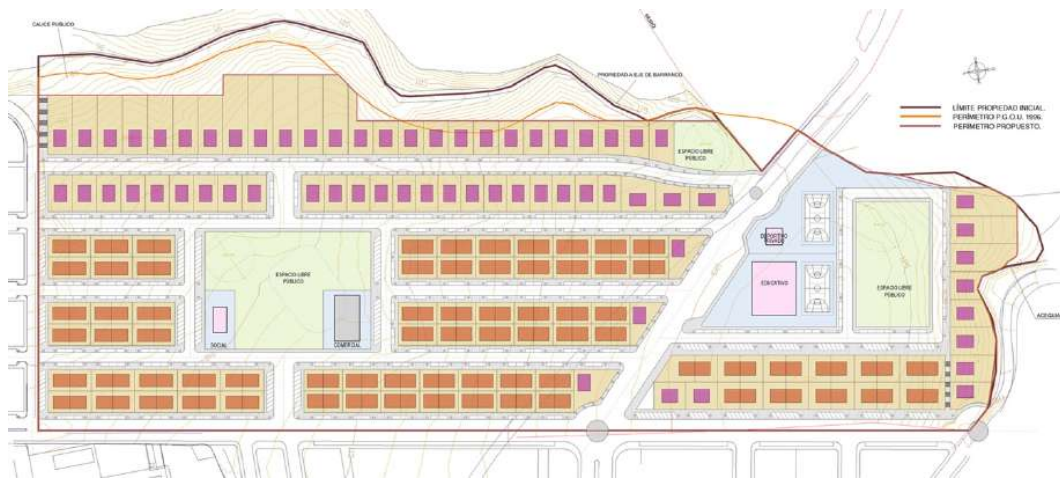 CAUCE PUBLICO
PROPIEDAD A EJE DE BARRANCO.
LÍMITE PROPIEDAD INICIAL.
PERÍMETRO P.G.O.U. 1996.
PERÍMETRO PROPUESTO.
ESPACIO LIBRE
PÚBLICO
DEPORTIVO
PRIVADO
ESPACIO LIBRE
PÚBLICO
EDUCATIVO
ESPACIO LIBRE
PÚBLICO
ACEQUIA
SOCIAL
COMERCIAL